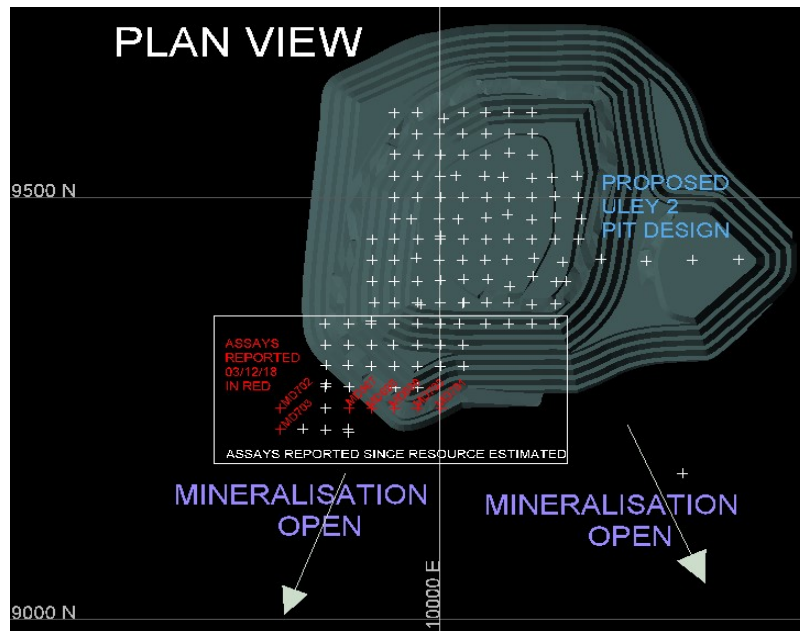 PLAN VIEW
9500 N
PROPOSED
ULEY 2
PIT DESIGN
ASSAYS
REPORTED
03/12/18
IN RED
XMD702
XMD703
ASSAYS REPORTED SINCE RESOURCE ESTIMATED
MINERALISATION
OPEN
MINERALISATION
OPEN
10000 E
9000 N